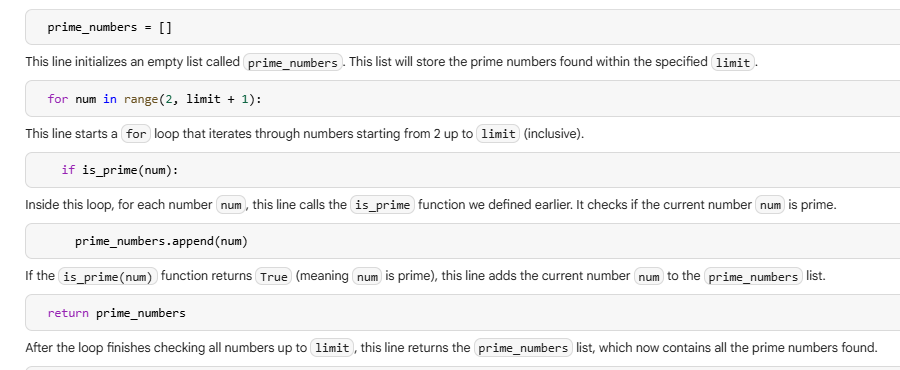 prime_numbers = []
This line initializes an empty list called prime_numbers. This list will store the prime numbers found within the specified limit.
for num in range(2, limit + 1):
This line starts a for loop that iterates through numbers starting from 2 up to limit (inclusive).
if is_prime(num):
Inside this loop, for each number num, this line calls the is_prime function we defined earlier. It checks if the current number num is prime.
prime_numbers.append(num)
If the is_prime(num) function returns True (meaning num is prime), this line adds the current number num to the prime_numbers list.
return prime_numbers
After the loop finishes checking all numbers up to limit, this line returns the prime_numbers list, which now contains all the prime numbers found.